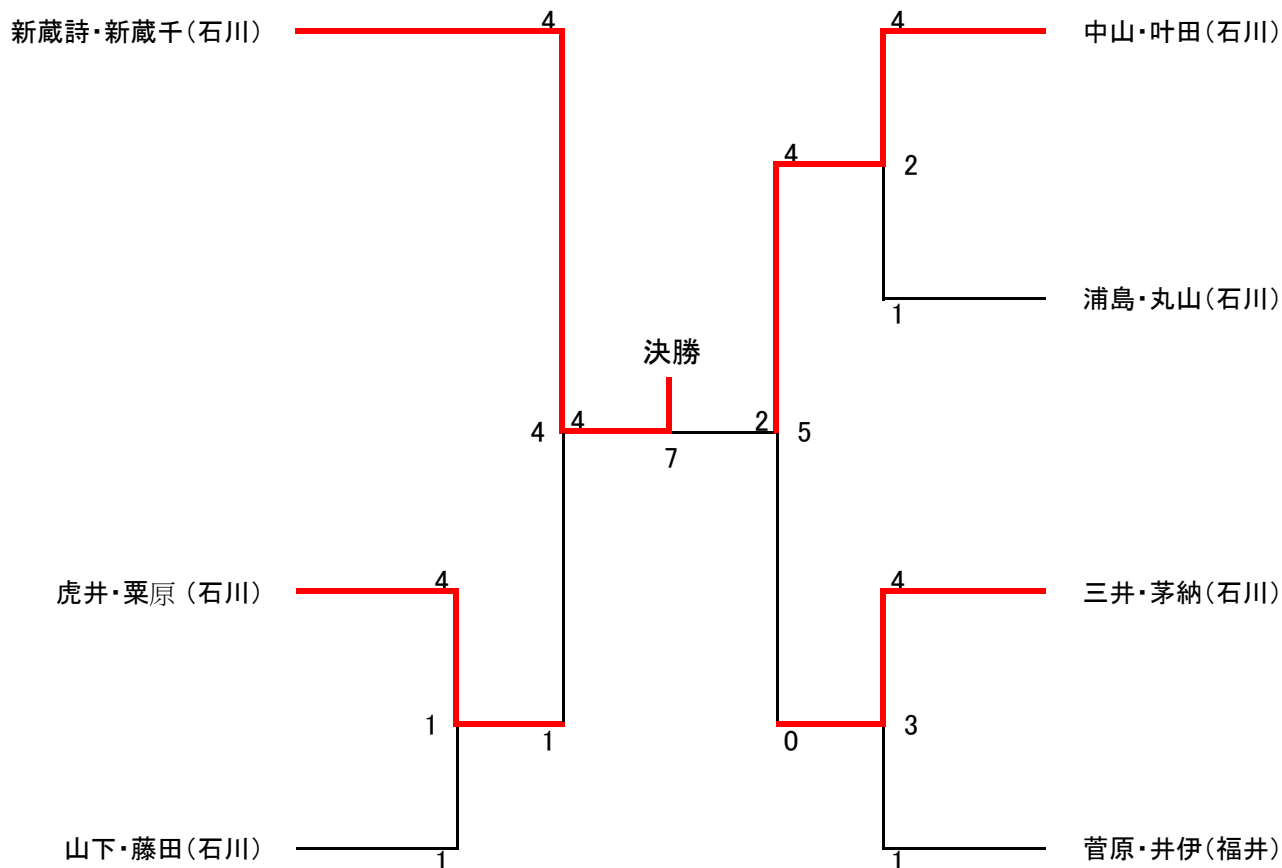 新蔵詩・新蔵千(石川)
4
4
中山・叶田(石川)
4
2
浦島・丸山(石川)
1
決勝
4
4
7
2
5
虎井・粟原 (石川)
4
4
三井・茅納(石川)
1
1
0
3
山下・藤田(石川)
1
1
菅原・井伊(福井)